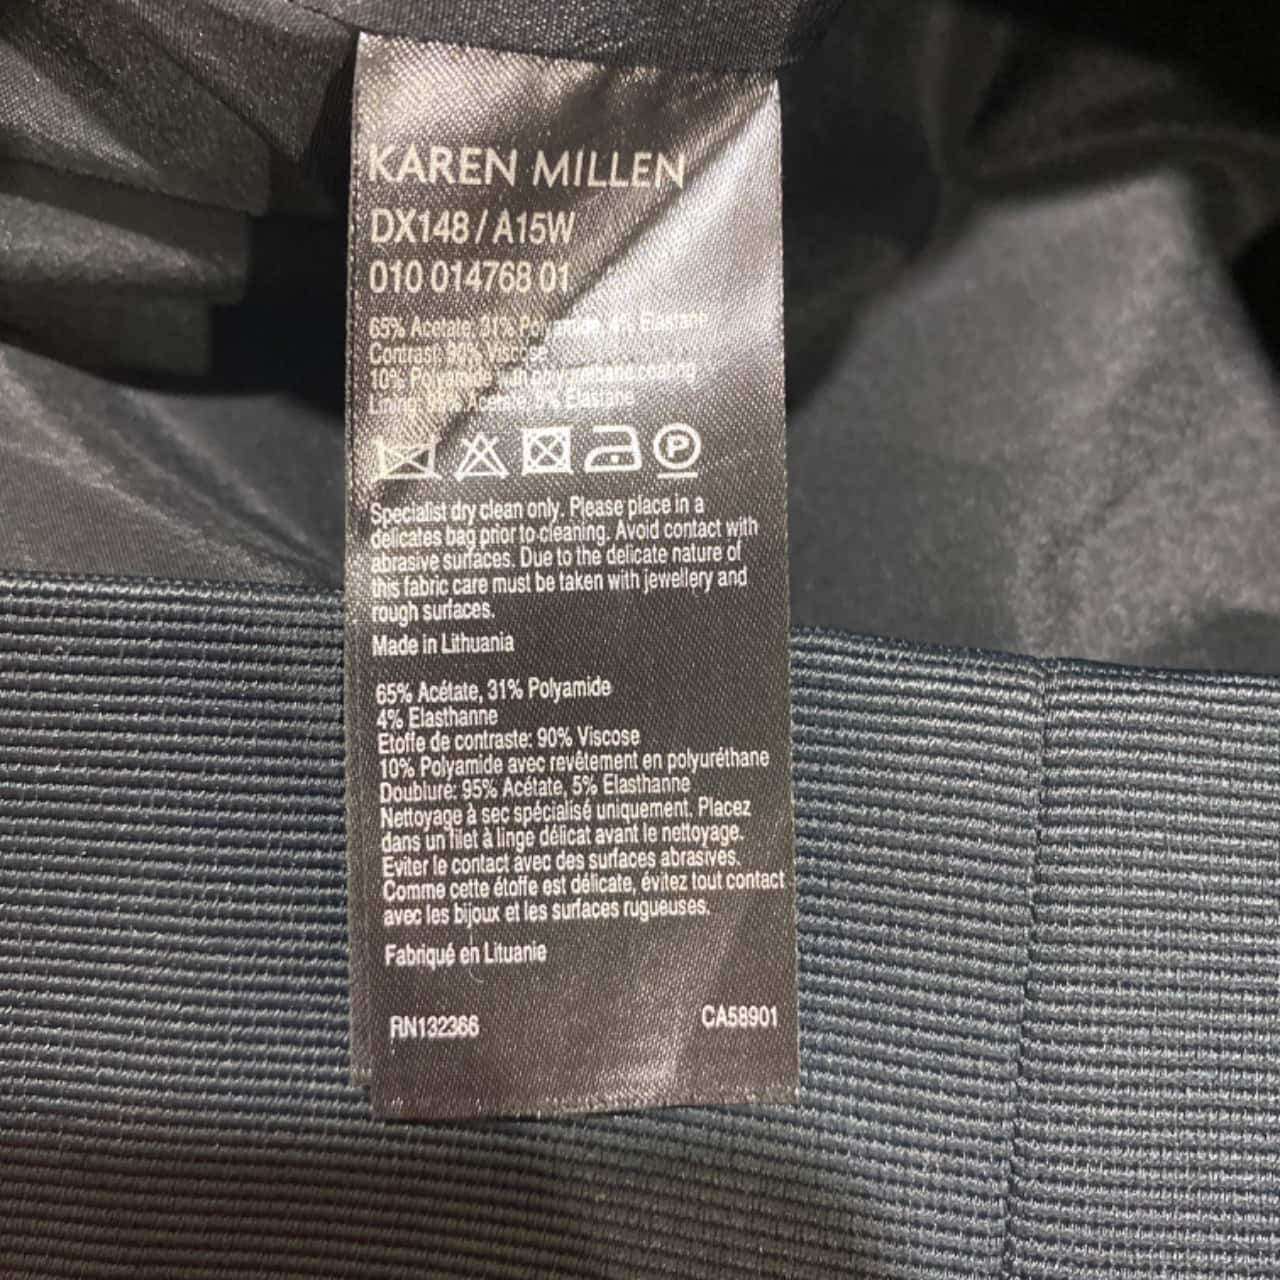 KAREN MILLEN
DX148 / A15W
010 014768 01
65% Acetate, 31% Polyamide, 4% Elastane
Contrast: 90% Viscose
10% Polyamide with polyurethane coating
Lining: 95% Acetate, 5% Elastane
P
Specialist dry clean only. Please place in a
delicates bag prior to cleaning. Avoid contact with
abrasive surfaces. Due to the delicate nature of
this fabric care must be taken with jewellery and
rough surfaces.
Made in Lithuania
65% Acétate, 31% Polyamide
4% Elasthanne
Etoffe de contraste: 90% Viscose
10% Polyamide avec revêtement en polyuréthane
Doublure: 95% Acétate, 5% Elasthanne
Nettoyage à sec spécialisé uniquement. Placez
dans un filet à linge délicat avant le nettoyage.
Eviter le contact avec des surfaces abrasives.
Comme cette étoffe est délicate, évitez tout contact
avec les bijoux et les surfaces rugueuses.
Fabriqué en Lituanie
RN132366
CA58901